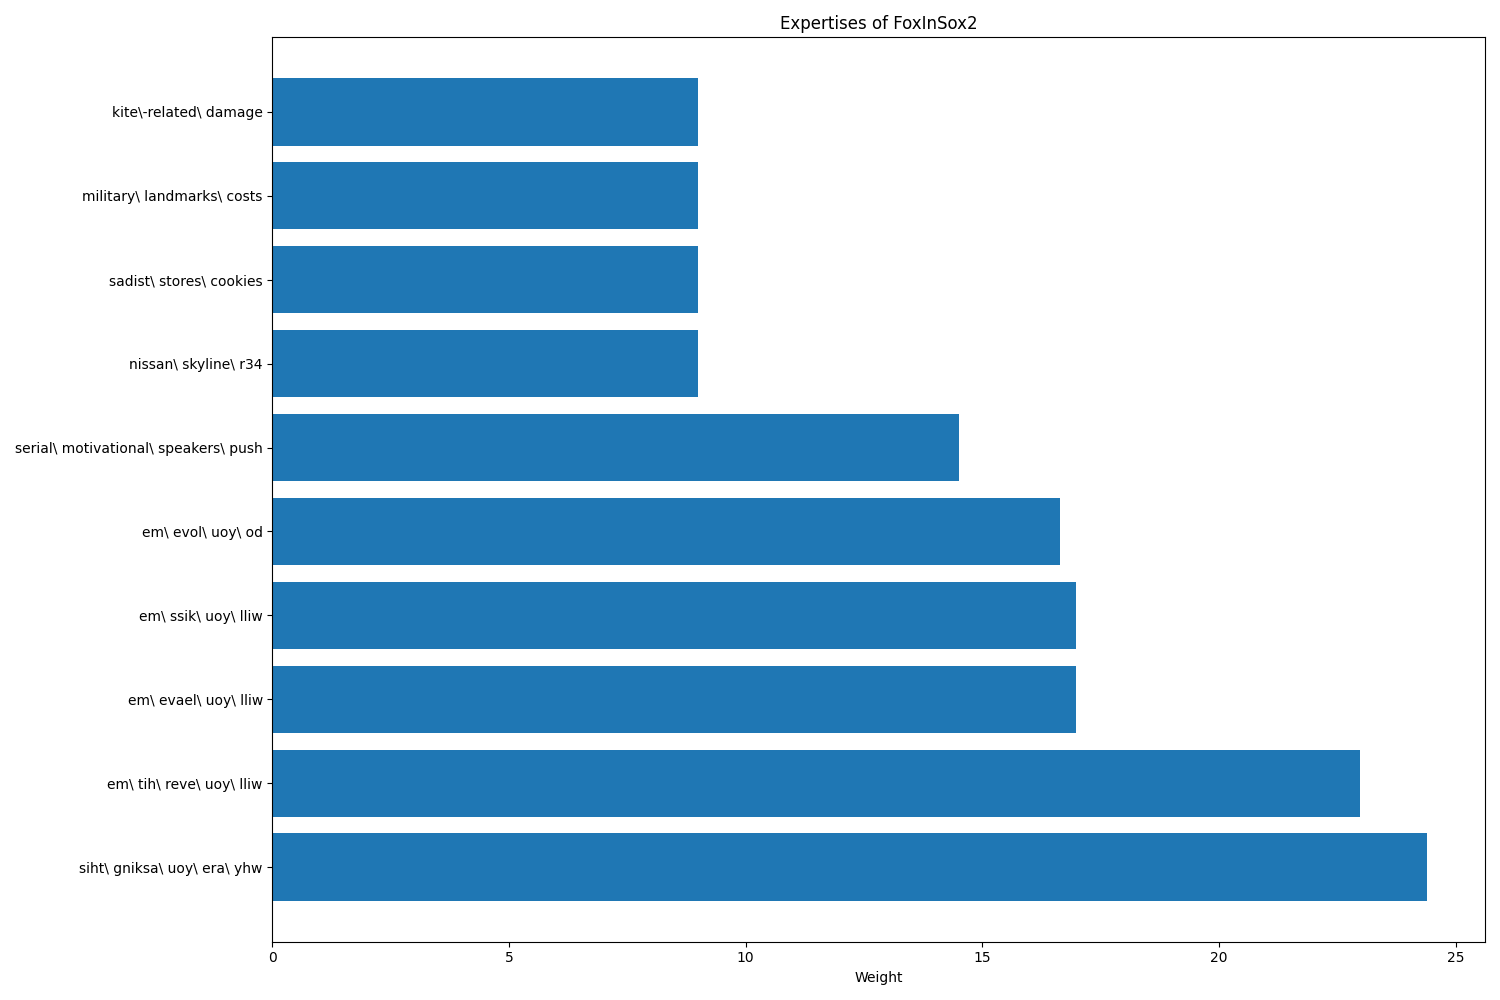 Expertises of FoxInSox2
kite\-related\ damage
military\ landmarks\ costs
sadist\ stores\ cookies
nissan\ skyline\ r34
serial\ motivational\ speakers\ push
em\ evol\ uoy\ od
em\ ssik\ uoy\ lliw
em\ evael\ uoy\ lliw
em\ tih\ reve\ uoy\ lliw
siht\ gniksa\ uoy\ era\ yhw
0 5 10 15 20 25
Weight